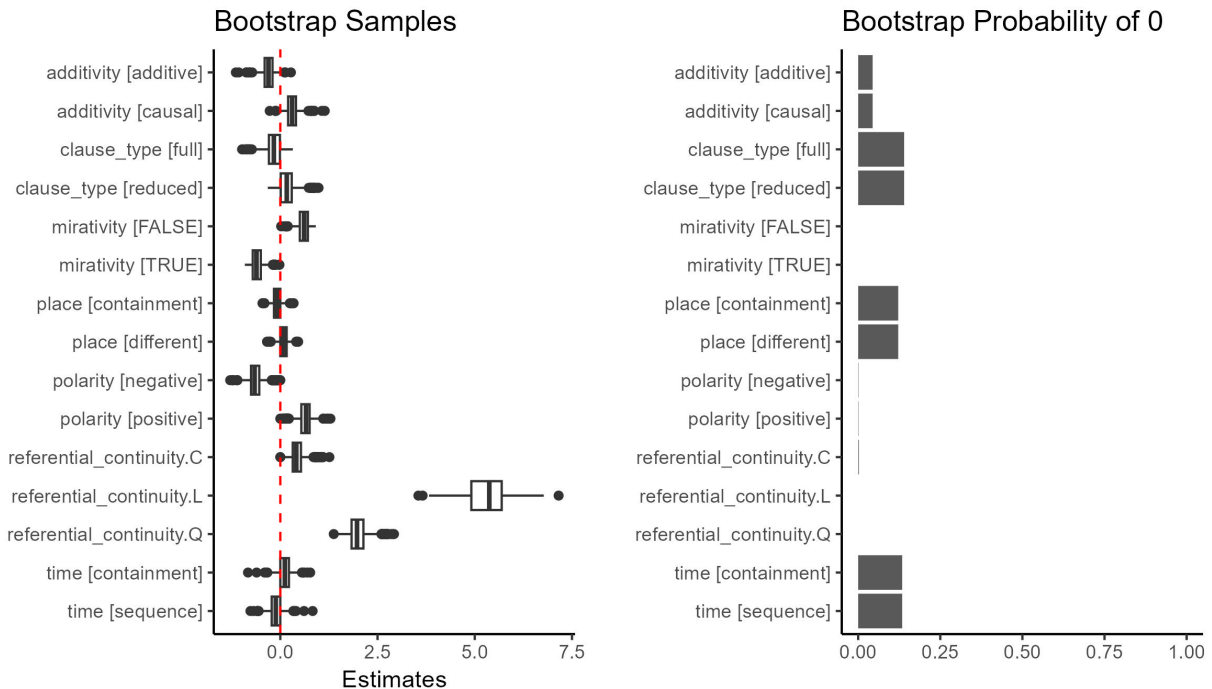 Bootstrap Samples
additivity [additive]
additivity [causal]
clause_type [full]
clause_type [reduced]
mirativity [FALSE]
mirativity [TRUE]
place [containment]
place [different]
polarity [negative]
polarity [positive]
referential_continuity.C
referential_continuity.L
referential_continuity.Q
time [containment]
time [sequence]
0.0 2.5 5.0 7.5
Estimates
Bootstrap Probability of 0
additivity [additive]
additivity [causal]
clause_type [full]
clause_type [reduced]
mirativity [FALSE]
mirativity [TRUE]
place [containment]
place [different]
polarity [negative]
polarity [positive]
referential_continuity.C
referential_continuity.L
referential_continuity.Q
time [containment]
time [sequence]
0.00 0.25 0.50 0.75 1.00